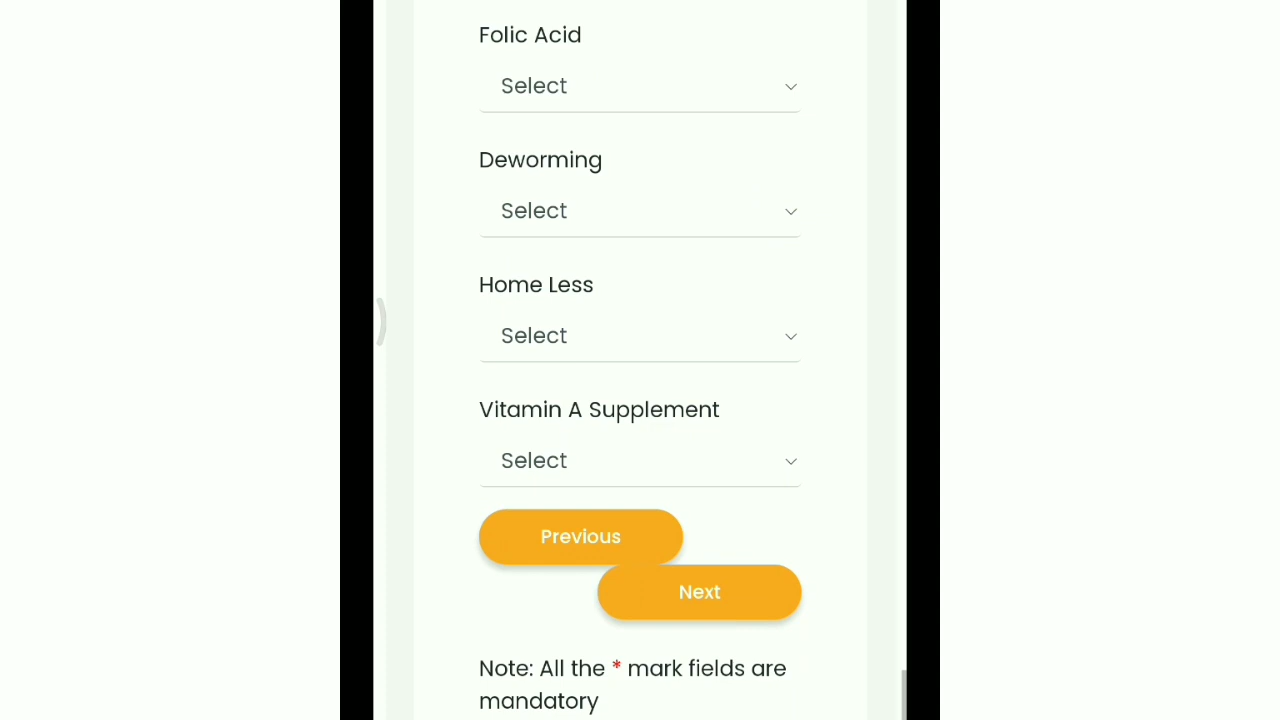 Folic Acid
Select
Deworming
Select
Home Less
Select
Vitamin A Supplement
Select
Previous
Next
Note: All the * mark fields are
mandatory